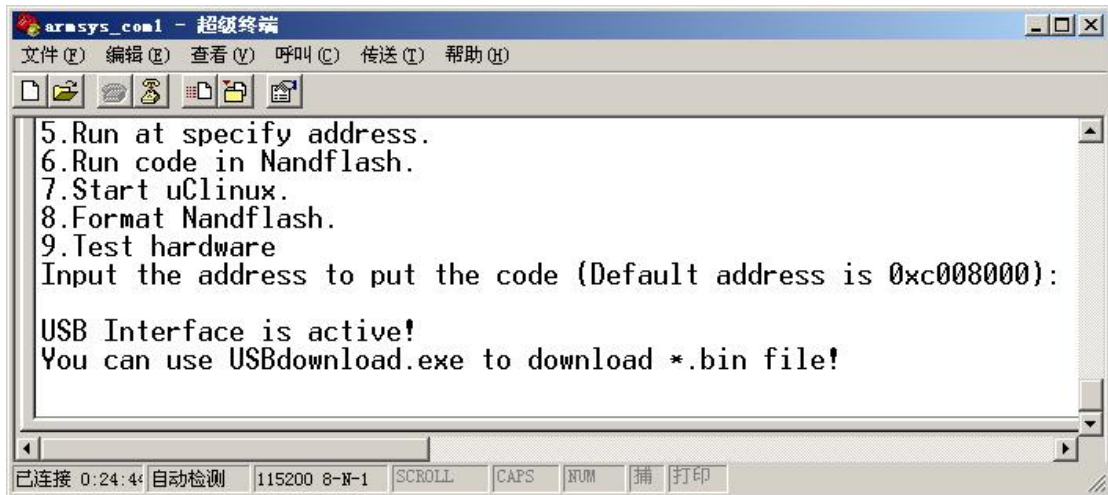 armsys_com1 - 超级终端
文件(F) 编辑(E) 查看(V) 呼叫(C) 传送(T) 帮助(H)
5.Run at specify address.
6.Run code in Nandflash.
7.Start uClinux.
8.Format Nandflash.
9.Test hardware
Input the address to put the code (Default address is 0xc008000):
USB Interface is active!
You can use USBdownload.exe to download *.bin file!
已连接 0:24:44 自动检测 115200 8-N-1 SCROLL CAPS NUM 捕 打印